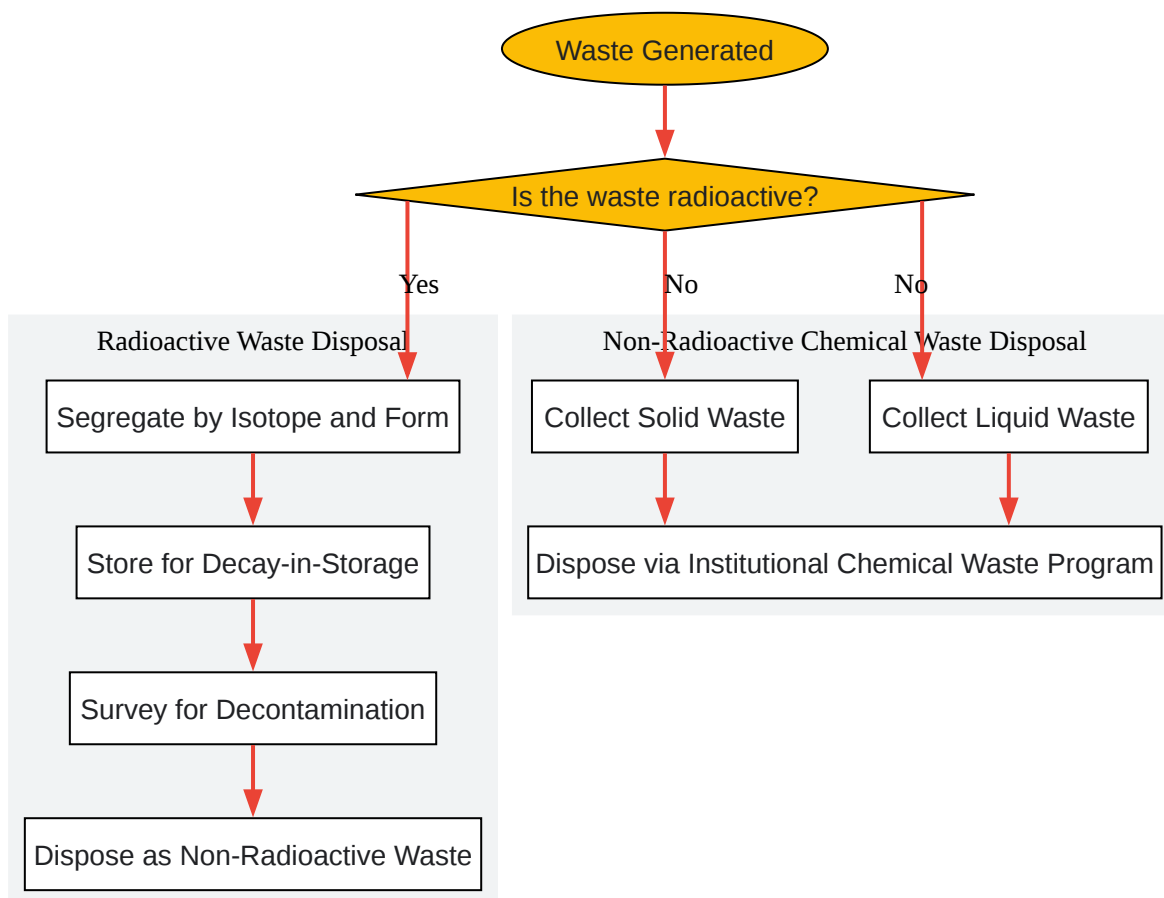 Waste Generated
Is the waste radioactive?
Yes
No
No
Radioactive Waste Disposal
Non-Radioactive Chemical Waste Disposal
Segregate by Isotope and Form
Collect Solid Waste
Collect Liquid Waste
Store for Decay-in-Storage
Dispose via Institutional Chemical Waste Program
Survey for Decontamination
Dispose as Non-Radioactive Waste